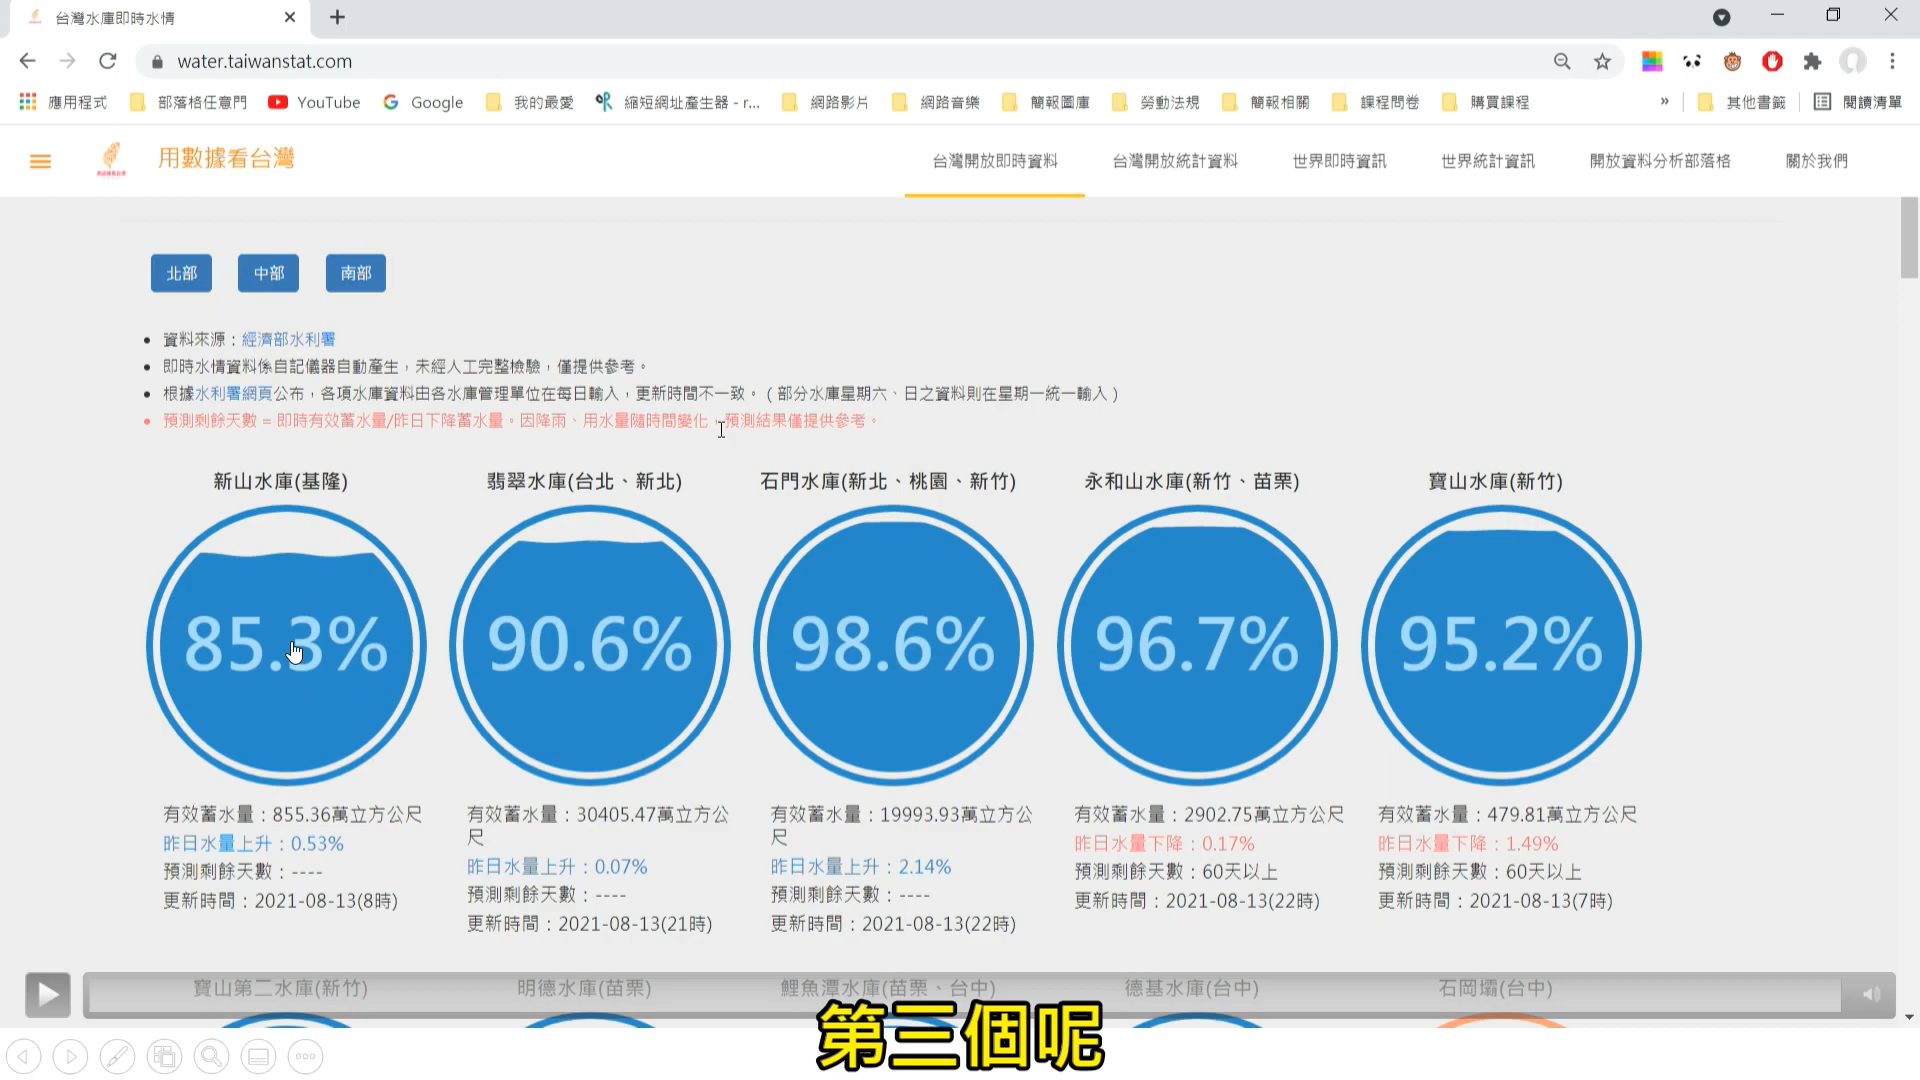 台灣水庫即時水情
water.taiwanstat.com
應用程式 部落格任意門 YouTube Google 我的最愛 縮短網址產生器 - r... 網路影片 網路音樂 簡報圖庫 勞動法規 簡報相關 課程問卷 購買課程 » 其他書籤 閱讀清單
用數據看台灣 台灣開放即時資料 台灣開放統計資料 世界即時資訊 世界統計資訊 開放資料分析部落格 關於我們
北部 中部 南部
資料來源：經濟部水利署
即時水情資料係自記儀器自動產生，未經人工完整檢驗，僅提供參考。
根據水利署網頁公布，各項水庫資料由各水庫管理單位在每日輸入，更新時間不一致。（部分水庫星期六、日之資料則在星期一統一輸入）
預測剩餘天數 = 即時有效蓄水量/昨日下降蓄水量。因降雨、用水量隨時間變化，預測結果僅提供參考。
新山水庫(基隆) 翡翠水庫(台北、新北) 石門水庫(新北、桃園、新竹) 永和山水庫(新竹、苗栗) 寶山水庫(新竹)
85.3% 90.6% 98.6% 96.7% 95.2%
有效蓄水量：855.36萬立方公尺
昨日水量上升：0.53%
預測剩餘天數：----
更新時間：2021-08-13(8時)
有效蓄水量：30405.47萬立方公
尺
昨日水量上升：0.07%
預測剩餘天數：----
更新時間：2021-08-13(21時)
有效蓄水量：19993.93萬立方公
尺
昨日水量上升：2.14%
預測剩餘天數：----
更新時間：2021-08-13(22時)
有效蓄水量：2902.75萬立方公尺
昨日水量下降：0.17%
預測剩餘天數：60天以上
更新時間：2021-08-13(22時)
有效蓄水量：479.81萬立方公尺
昨日水量下降：1.49%
預測剩餘天數：60天以上
更新時間：2021-08-13(7時)
寶山第二水庫(新竹) 明德水庫(苗栗) 鯉魚潭水庫(苗栗、台中) 德基水庫(台中) 石岡壩(台中)
第三個呢